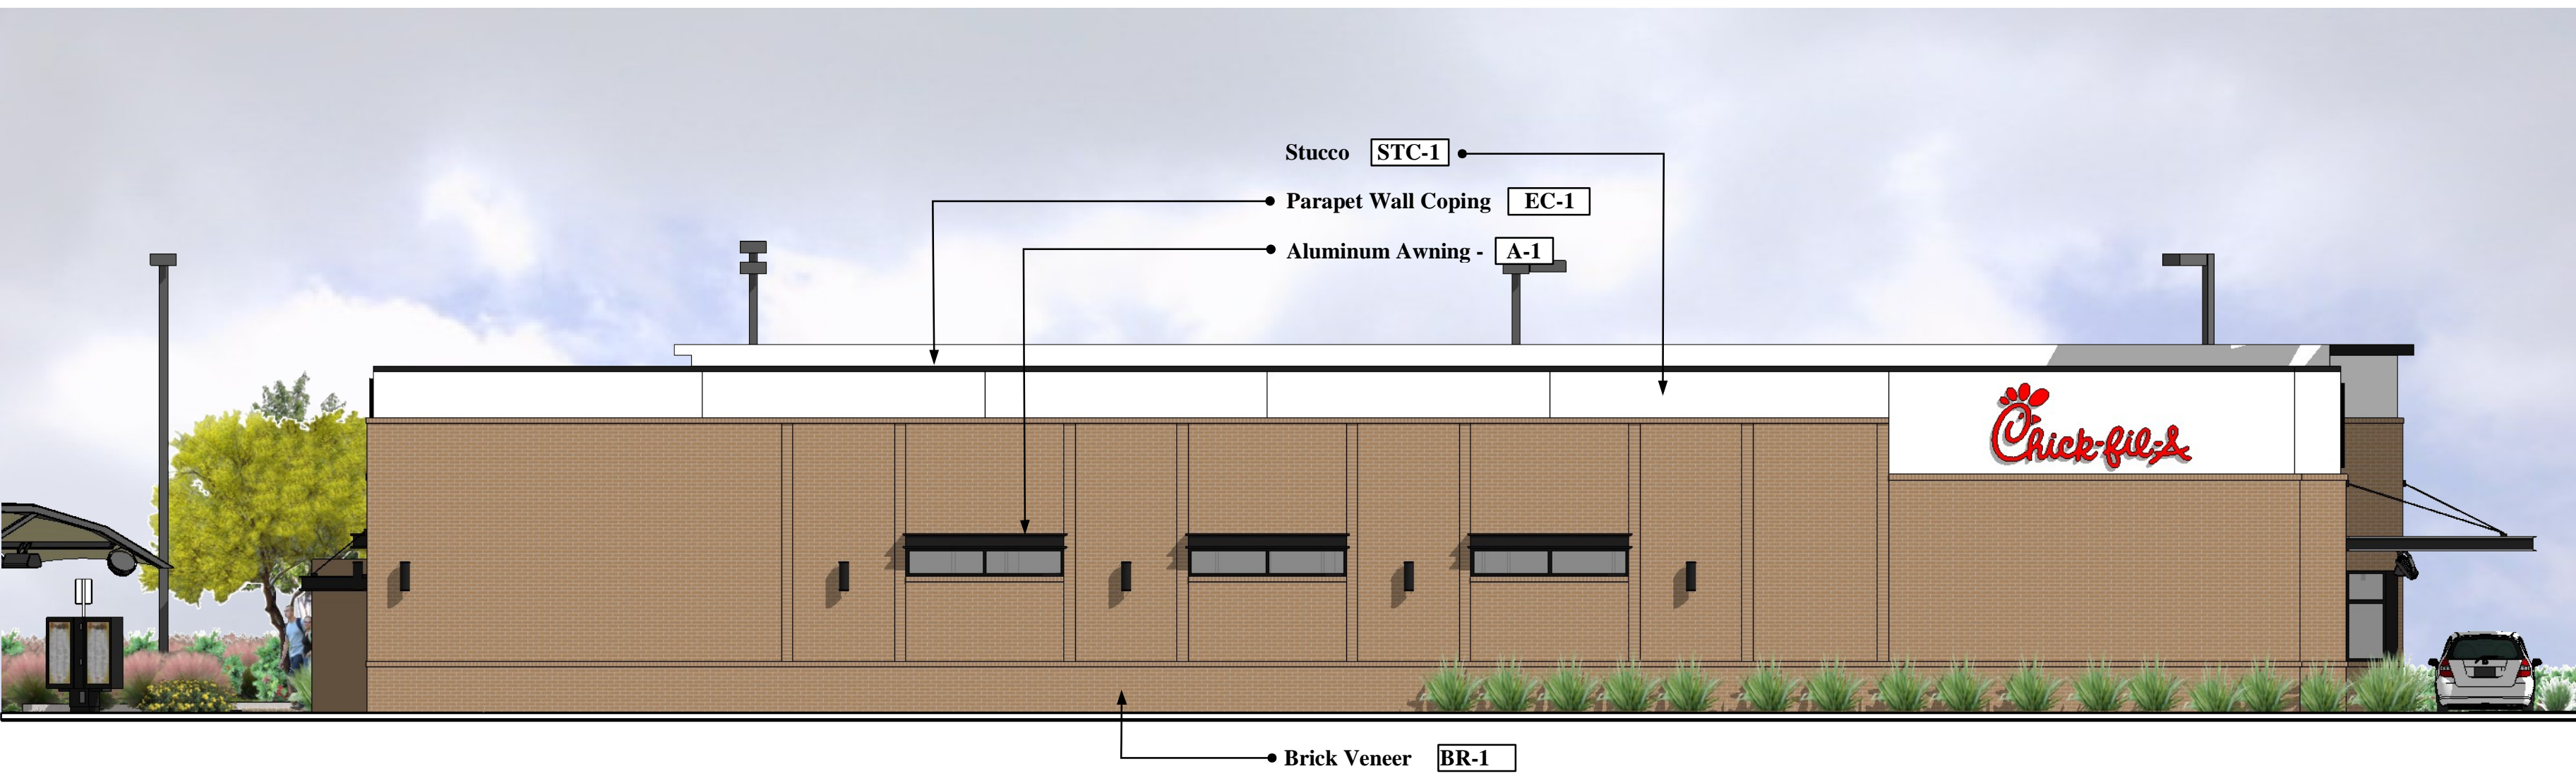 Stucco STC-1
Parapet Wall Coping EC-1
Aluminum Awning - A-1
Chick-fil-A
Brick Veneer BR-1